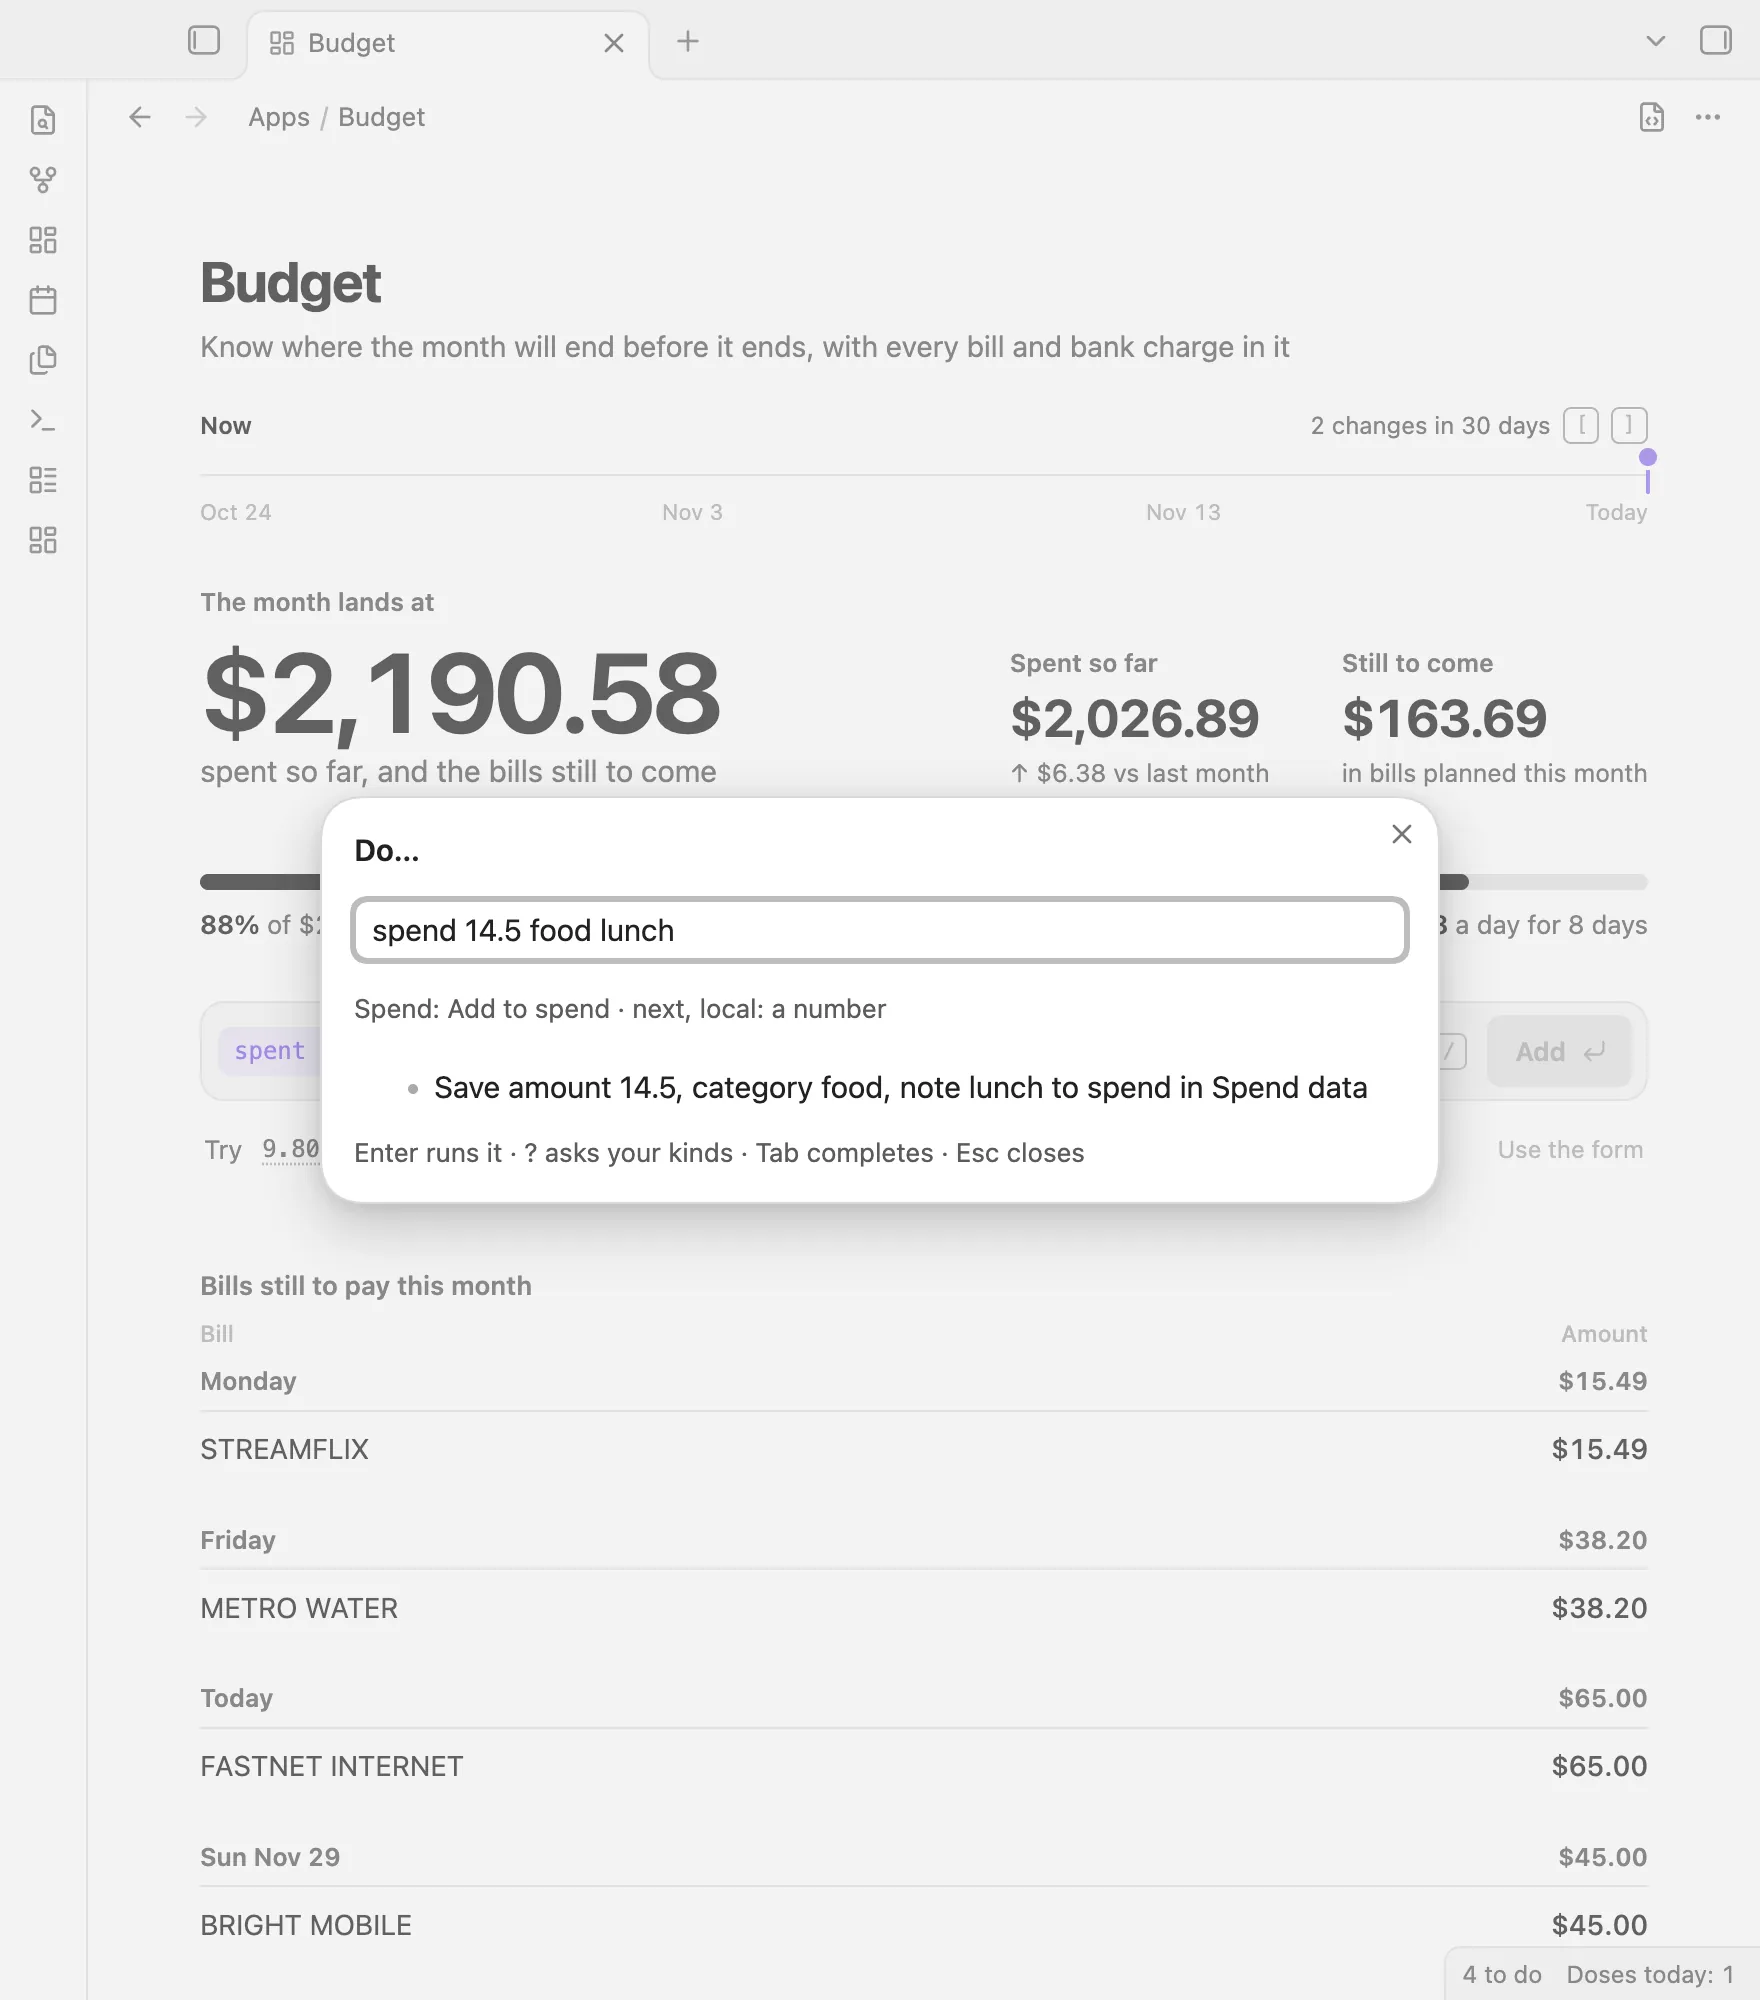 Budget
Apps / Budget
Budget
Know where the month will end before it ends, with every bill and bank charge in it
Now
2 changes in 30 days [ ]
Oct 24 Nov 3 Nov 13 Today
The month lands at
$2,190.58
spent so far, and the bills still to come
Spent so far
$2,026.89
↑ $6.38 vs last month
Still to come
$163.69
in bills planned this month
88% of
a day for 8 days
Do...
spend 14.5 food lunch
Spend: Add to spend · next, local: a number
• Save amount 14.5, category food, note lunch to spend in Spend data
Enter runs it · ? asks your kinds · Tab completes · Esc closes
spent / Add
Try 9.80 Use the form
Bills still to pay this month
Bill Amount
Monday $15.49
STREAMFLIX $15.49
Friday $38.20
METRO WATER $38.20
Today $65.00
FASTNET INTERNET $65.00
Sun Nov 29 $45.00
BRIGHT MOBILE $45.00
4 to do Doses today: 1